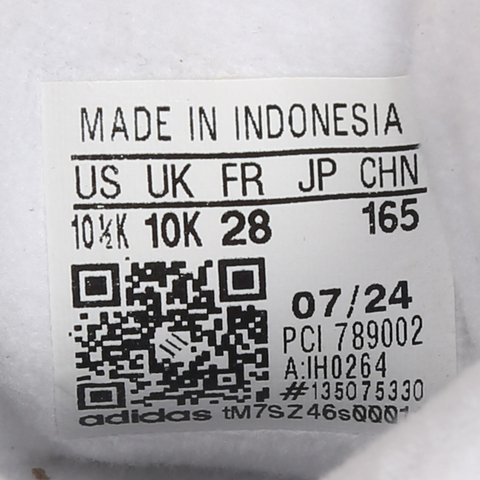 MADE IN INDONESIA
US UK FR JP CHN
10½K 10K 28 165
07/24
PCI 789002
A:IH0264
#135075330
adidas tM7SZ46s0001